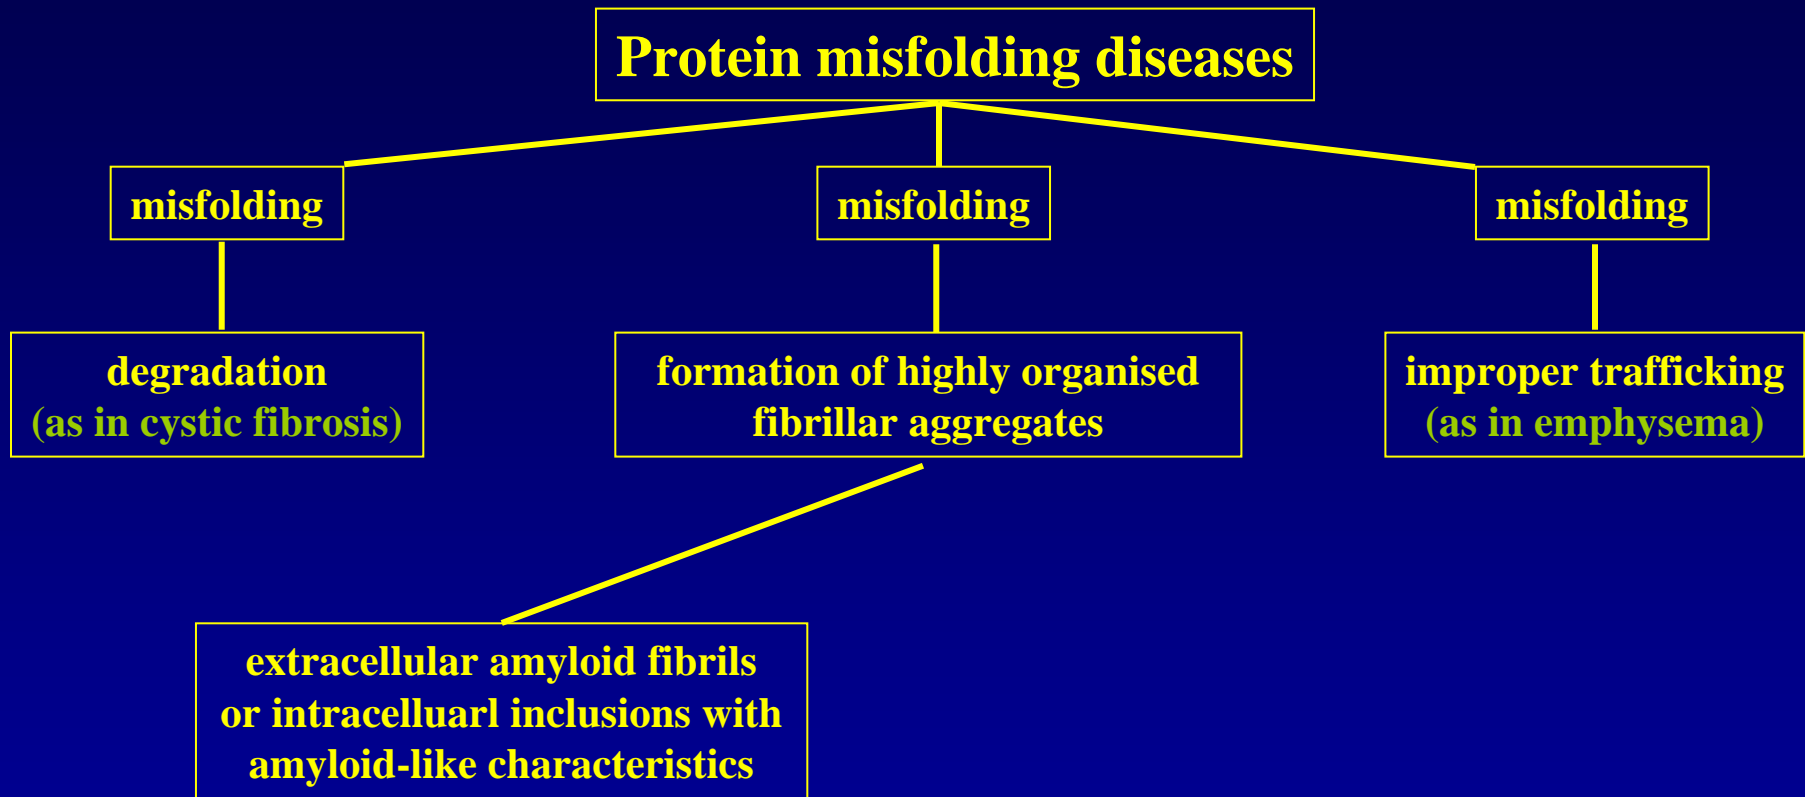 Protein misfolding diseases
misfolding
misfolding
misfolding
degradation
(as in cystic fibrosis)
formation of highly organised
fibrillar aggregates
improper trafficking
(as in emphysema)
extracellular amyloid fibrils
or intracelluarl inclusions with
amyloid-like characteristics